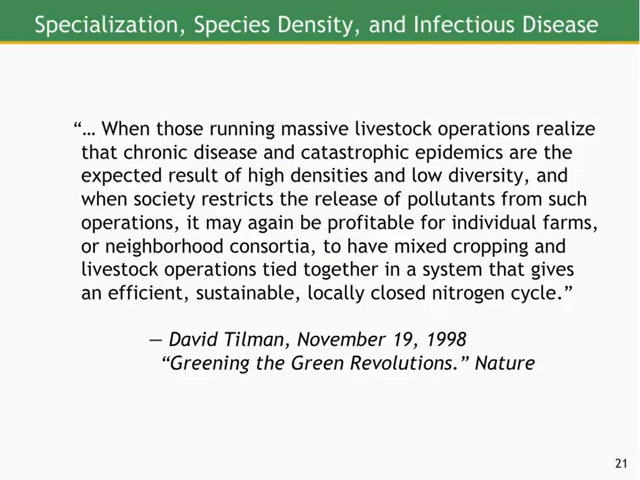 Specialization, Species Density, and Infectious Disease
“… When those running massive livestock operations realize
that chronic disease and catastrophic epidemics are the
expected result of high densities and low diversity, and
when society restricts the release of pollutants from such
operations, it may again be profitable for individual farms,
or neighborhood consortia, to have mixed cropping and
livestock operations tied together in a system that gives
an efficient, sustainable, locally closed nitrogen cycle.”
— David Tilman, November 19, 1998
“Greening the Green Revolutions.” Nature
21